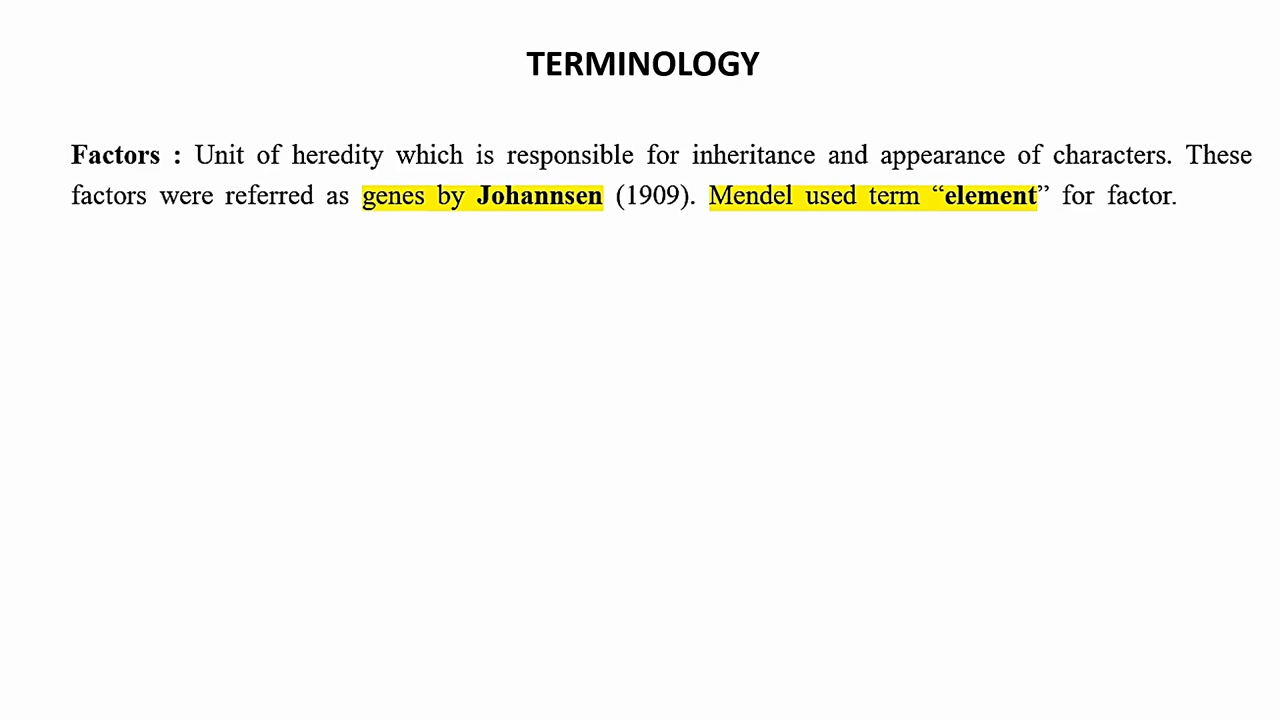 TERMINOLOGY
Factors : Unit of heredity which is responsible for inheritance and appearance of characters. These
factors were referred as genes by Johannsen (1909). Mendel used term “element” for factor.